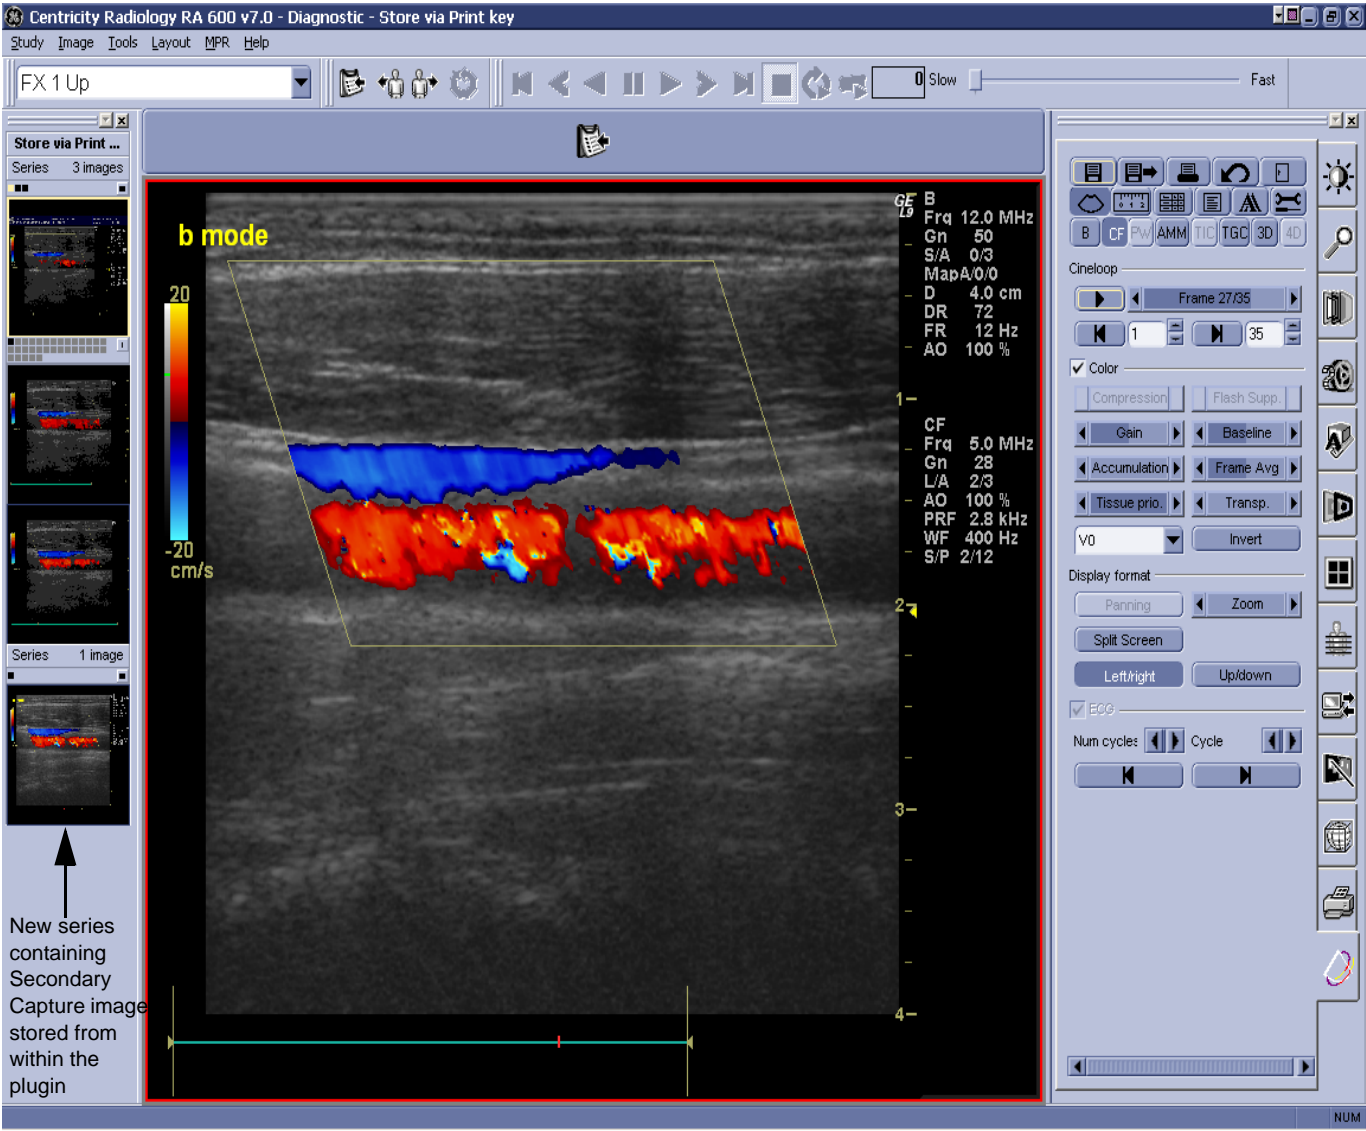 Centricity Radiology RA 600 v7.0 - Diagnostic - Store via Print key
Study Image Tools Layout MPR Help
FX 1 Up
0 Slow Fast
Store via Print ...
Series 3 images
Series 1 image
New series
containing
Secondary
Capture image
stored from
within the
plugin
b mode
20
-20
cm/s
GE
L9
B
Frq 12.0 MHz
Gn 50
S/A 0/3
Map A/0/0
D 4.0 cm
DR 72
FR 12 Hz
AO 100 %
CF
Frq 5.0 MHz
Gn 28
L/A 2/3
AO 100 %
PRF 2.8 kHz
WF 400 Hz
S/P 2/12
1
2
3
4
B CF PW AMM TIC TGC 3D 4D
Cineloop
Frame 27/35
1 35
Color
Compression Flash Supp.
Gain Baseline
Accumulation Frame Avg
Tissue prio. Transp.
V0 Invert
Display format
Panning Zoom
Split Screen
Left/right Up/down
ECG
Num cycles Cycle
NUM